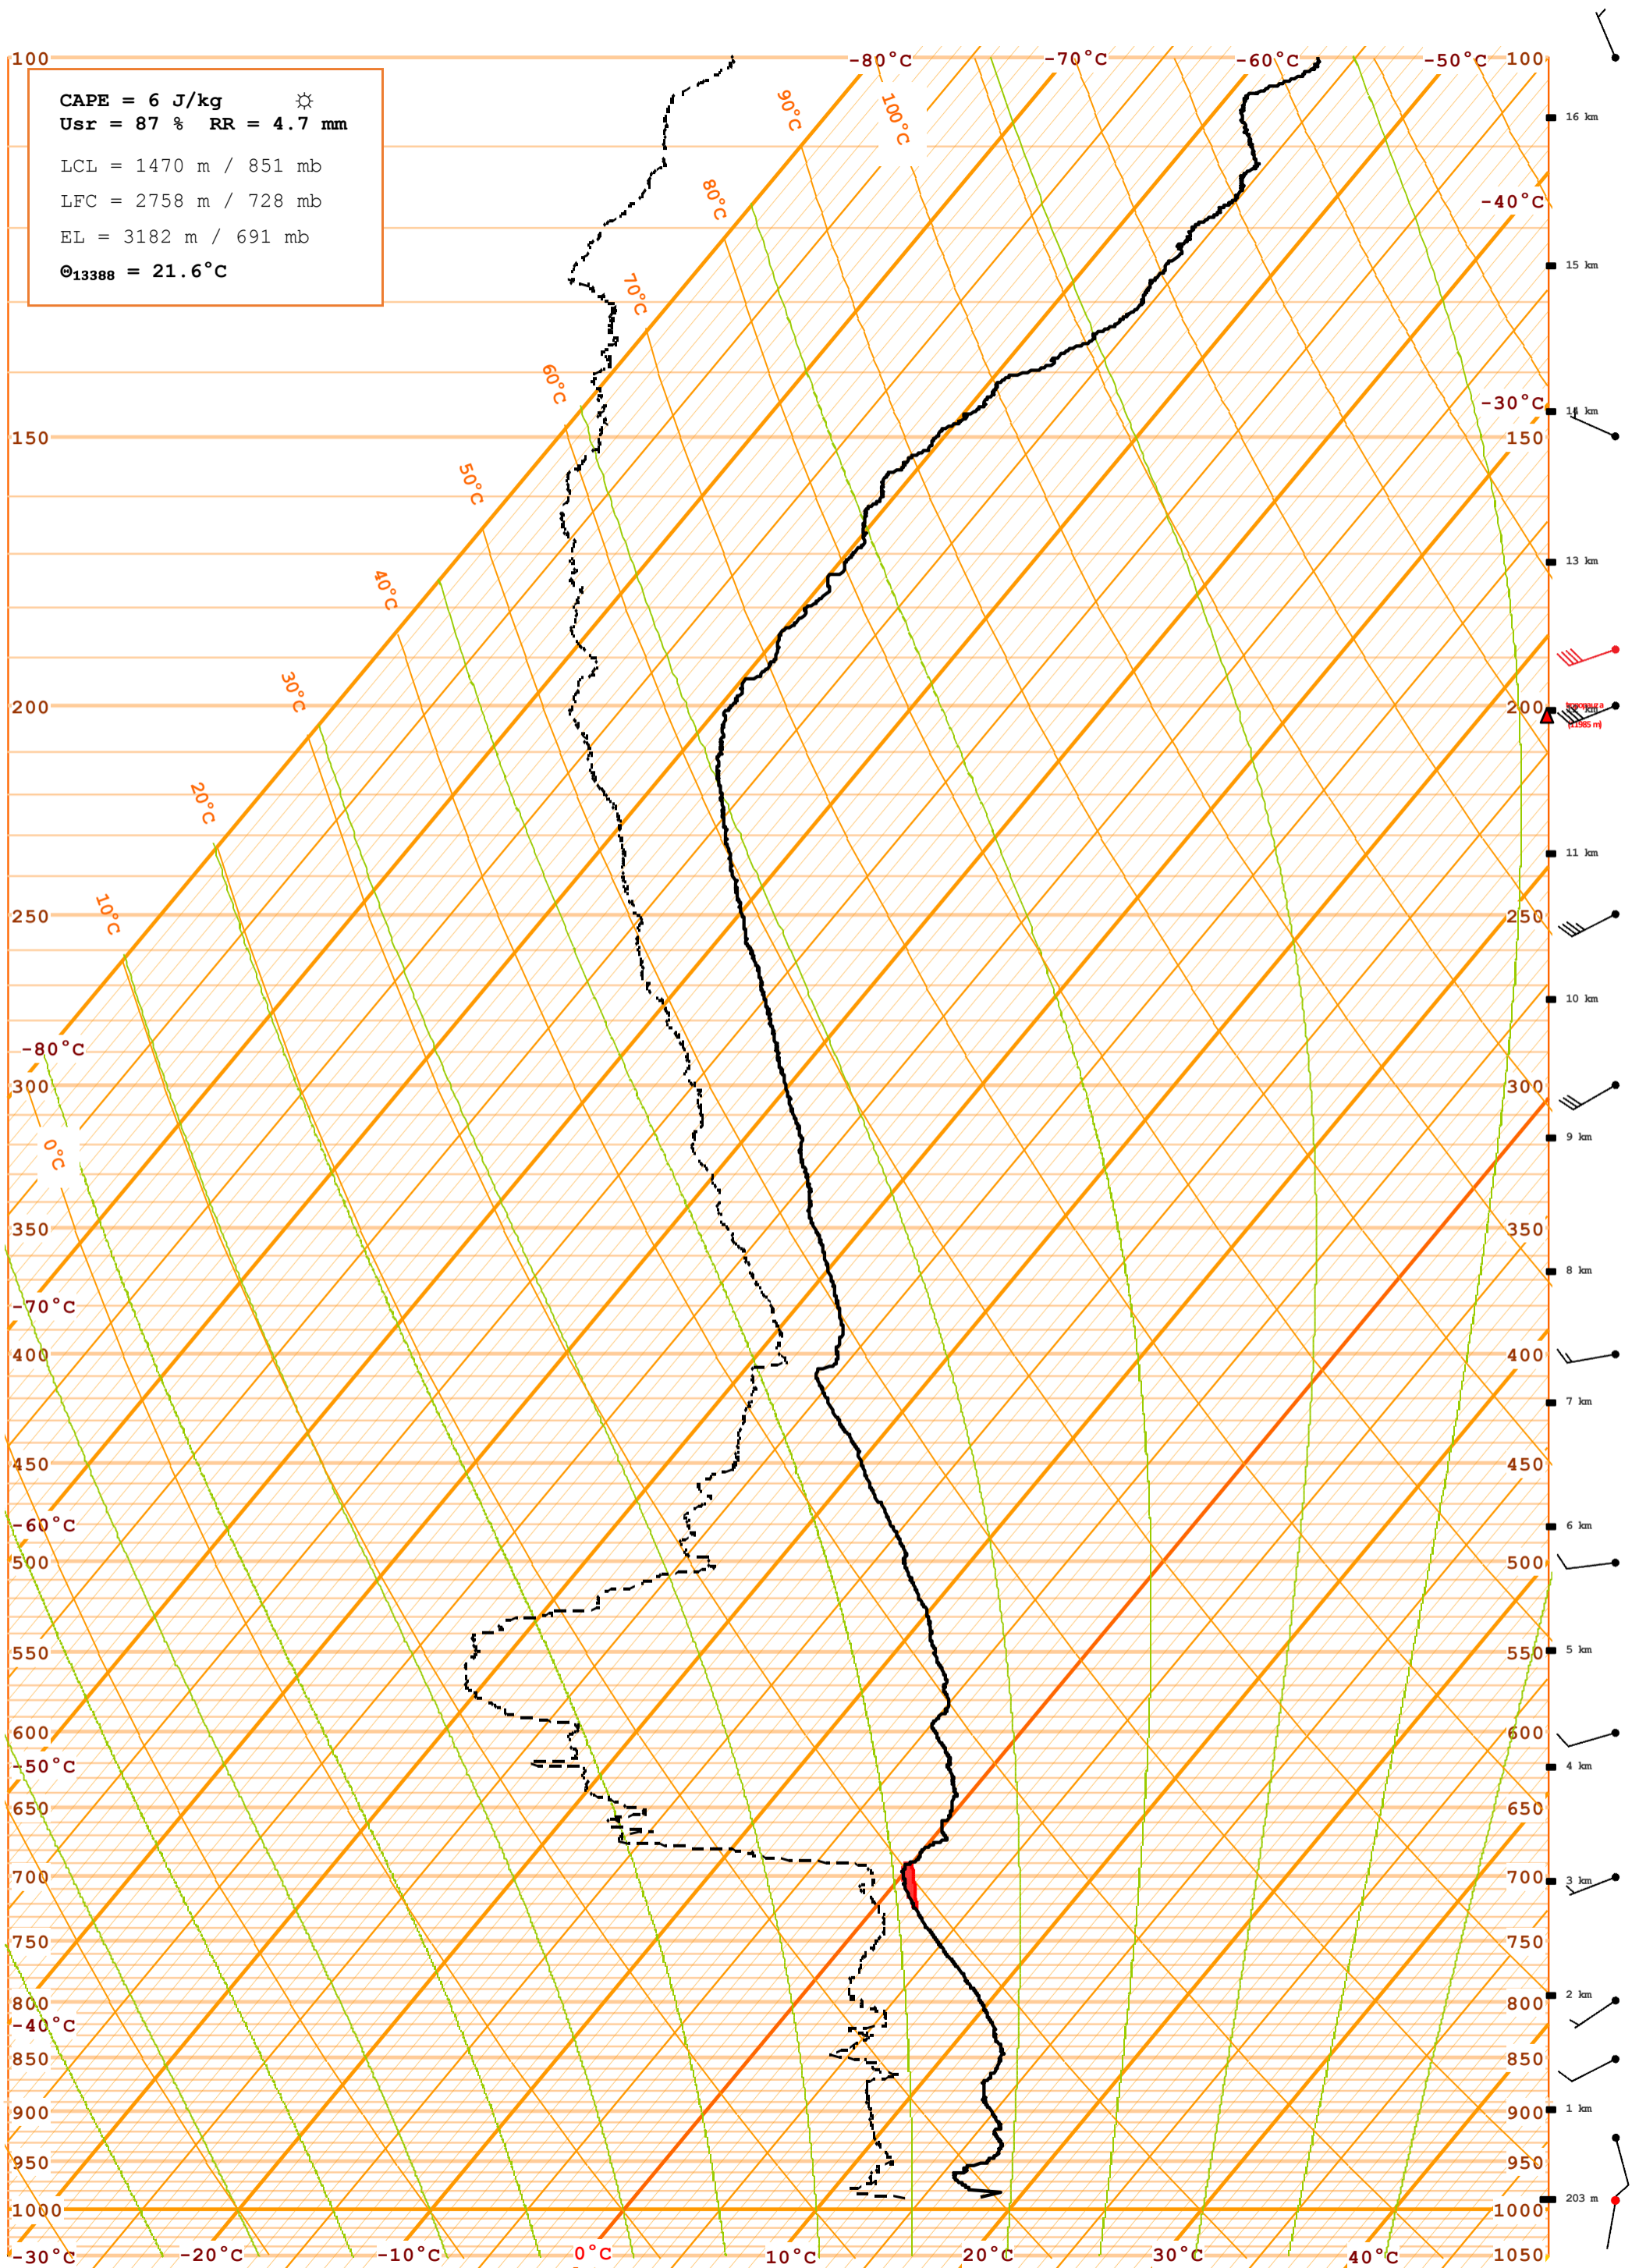 100
-80°C
-70°C
-60°C
-50°C
100
CAPE = 6 J/kg ☼
Usr = 87 % RR = 4.7 mm
LCL = 1470 m / 851 mb
LFC = 2758 m / 728 mb
EL = 3182 m / 691 mb
Θ13388 = 21.6°C
90°C
100°C
16 km
80°C
-40°C
70°C
15 km
60°C
-30°C
14 km
150
150
50°C
13 km
40°C
30°C
200
200
(11985 m)
20°C
11 km
10°C
250
250
10 km
-80°C
300
300
0°C
9 km
350
350
8 km
-70°C
400
400
7 km
450
450
-60°C
6 km
500
500
550
550
5 km
600
600
-50°C
4 km
650
650
700
700
3 km
750
750
800
800
2 km
-40°C
850
850
900
900
1 km
950
950
203 m
1000
1000
-30°C
-20°C
-10°C
0°C
10°C
20°C
30°C
40°C
1050